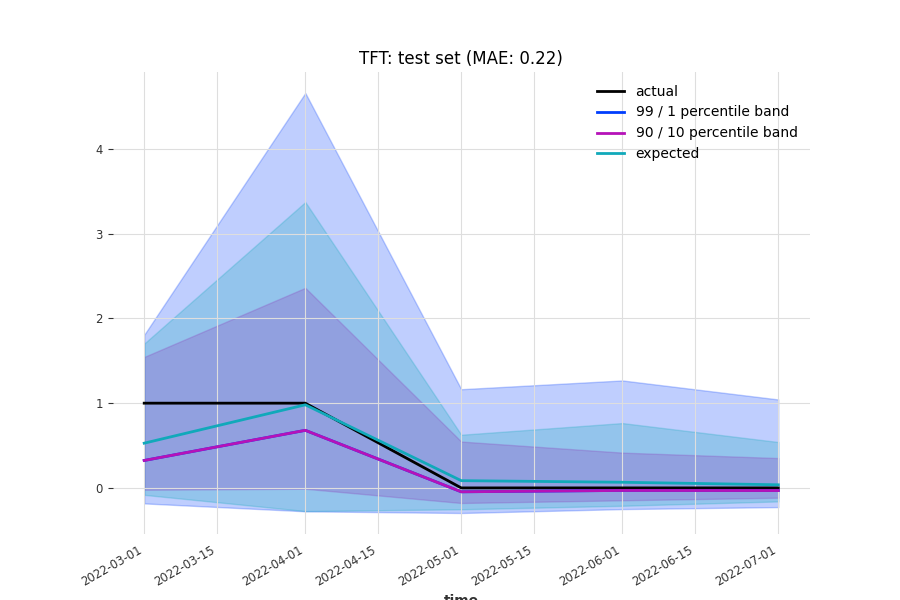 TFT: test set (MAE: 0.22)
actual
99 / 1 percentile band
90 / 10 percentile band
expected
4
3
2
1
0
2022-03-01
2022-03-15
2022-04-01
2022-04-15
2022-05-01
2022-05-15
2022-06-01
2022-06-15
2022-07-01
time